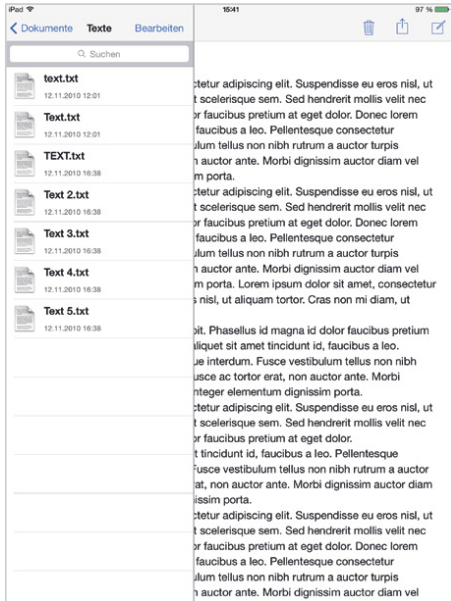 iPad
15:41
97 %
Dokumente
Texte
Bearbeiten
Suchen
text.txt
12.11.2010 12:01
Text.txt
12.11.2010 12:01
TEXT.txt
12.11.2010 16:38
Text 2.txt
12.11.2010 16:38
Text 3.txt
12.11.2010 16:38
Text 4.txt
12.11.2010 16:38
Text 5.txt
12.11.2010 16:38
adipiscing elit. Suspendisse eu eros nisl, ut
scelerisque sem. Sed hendrerit mollis velit nec
faucibus pretium at eget dolor. Donec lorem
faucibus a leo. Pellentesque consectetur
tellus non nibh rutrum a auctor turpis
auctor ante. Morbi dignissim auctor diam vel
porta.
adipiscing elit. Suspendisse eu eros nisl, ut
scelerisque sem. Sed hendrerit mollis velit nec
faucibus pretium at eget dolor. Donec lorem
faucibus a leo. Pellentesque consectetur
tellus non nibh rutrum a auctor turpis
auctor ante. Morbi dignissim auctor diam vel
porta. Lorem ipsum dolor sit amet, consectetur
nisl, ut aliquam tortor. Cras non mi diam, ut
Phasellus id magna id dolor faucibus pretium
aliquet sit amet tincidunt id, faucibus a leo.
interdum. Fusce vestibulum tellus non nibh
ac tortor erat, non auctor ante. Morbi
elementum dignissim porta.
adipiscing elit. Suspendisse eu eros nisl, ut
scelerisque sem. Sed hendrerit mollis velit nec
faucibus pretium at eget dolor.
tincidunt id, faucibus a leo. Pellentesque
Fusce vestibulum tellus non nibh rutrum a auctor
non auctor ante. Morbi dignissim auctor diam
porta.
adipiscing elit. Suspendisse eu eros nisl, ut
scelerisque sem. Sed hendrerit mollis velit nec
faucibus pretium at eget dolor. Donec lorem
faucibus a leo. Pellentesque consectetur
tellus non nibh rutrum a auctor turpis
auctor ante. Morbi dignissim auctor diam vel